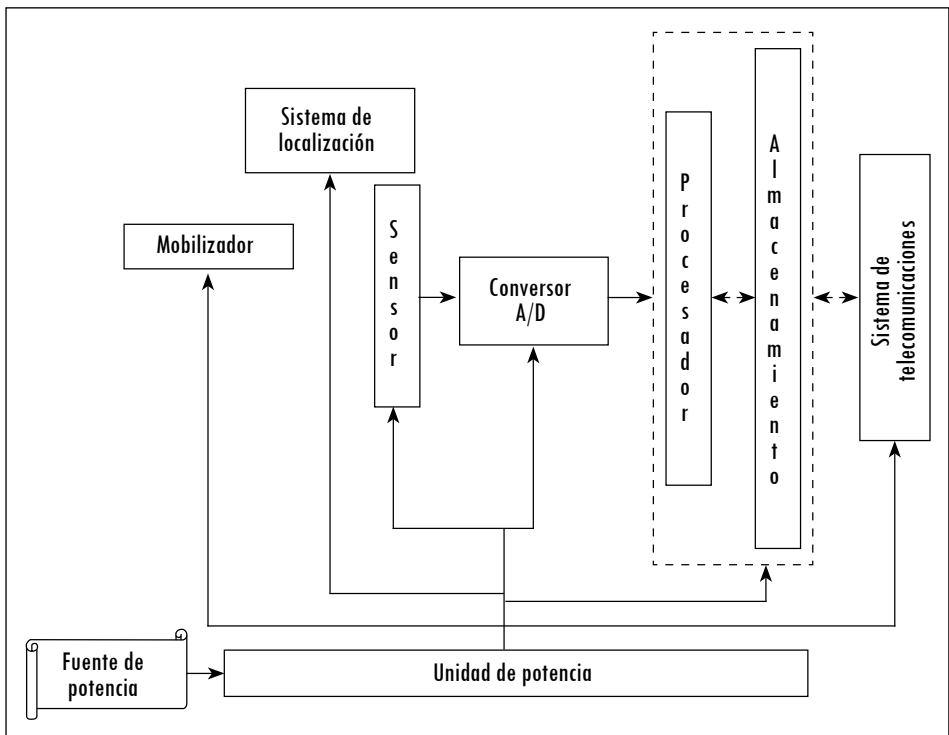 Sistema de
localización
Mobilizador
Sensor
Conversor
A/D
Procesador
Almacenamiento
Sistema de
telecomunicaciones
Fuente de
potencia
Unidad de potencia